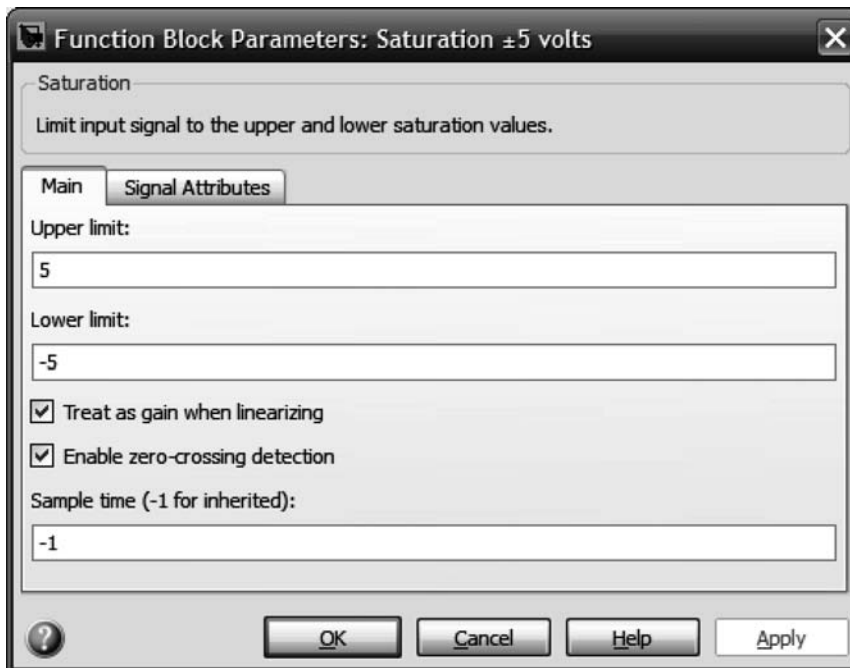 Function Block Parameters: Saturation ±5 volts
Saturation
Limit input signal to the upper and lower saturation values.
Main Signal Attributes
Upper limit:
5
Lower limit:
-5
Treat as gain when linearizing
Enable zero-crossing detection
Sample time (-1 for inherited):
-1
? OK Cancel Help Apply